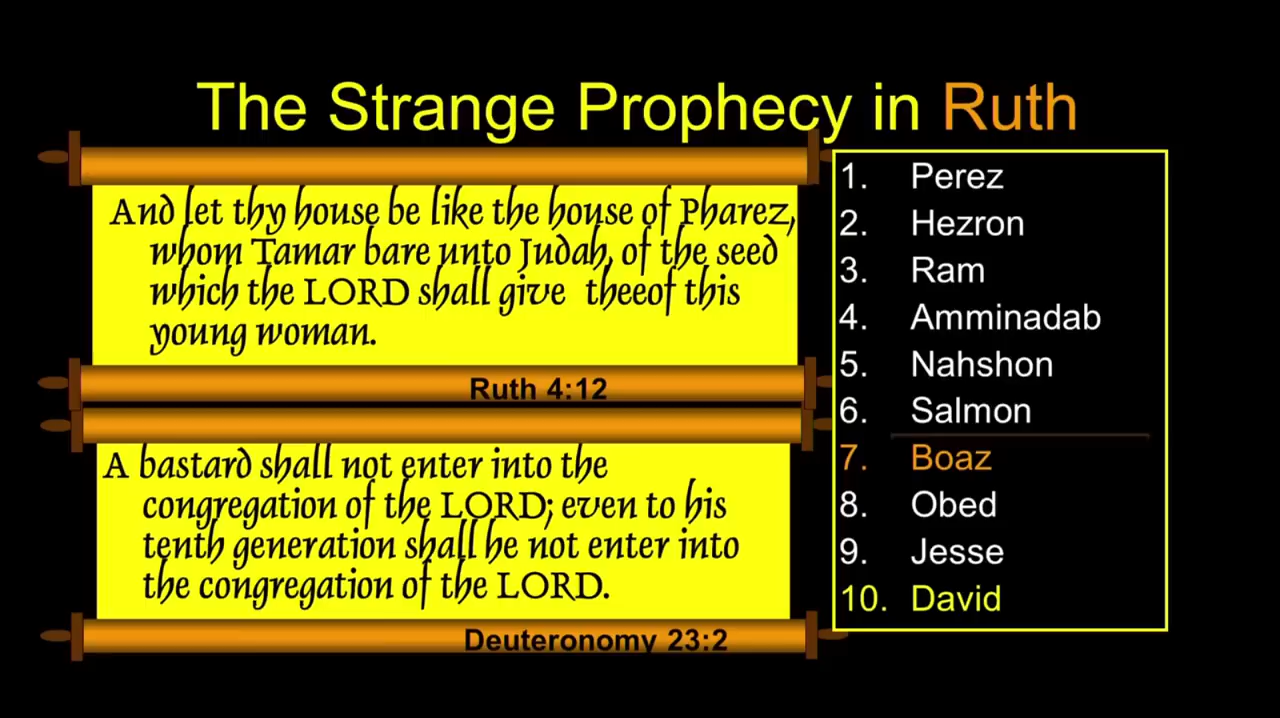 The Strange Prophecy in Ruth
And let thy house be like the house of Pharez,
whom Tamar bare unto Judah, of the seed
which the LORD shall give theeof this
young woman.
Ruth 4:12
A bastard shall not enter into the
congregation of the LORD; even to his
tenth generation shall he not enter into
the congregation of the LORD.
Deuteronomy 23:2
1. Perez
2. Hezron
3. Ram
4. Amminadab
5. Nahshon
6. Salmon
7. Boaz
8. Obed
9. Jesse
10. David